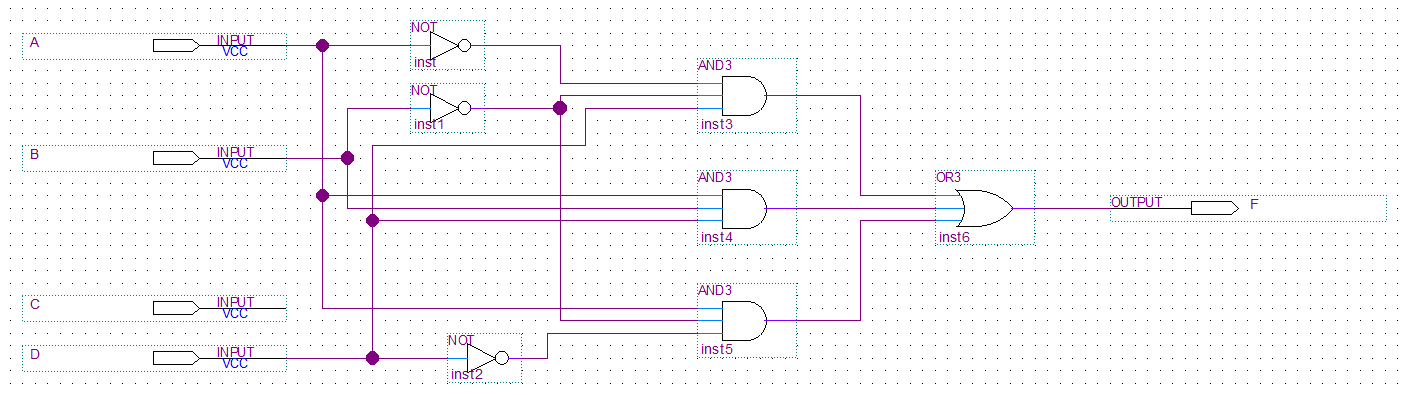 A
INPUT
VCC
NOT
inst
NOT
inst1
AND3
inst3
B
INPUT
VCC
AND3
inst4
OR3
inst6
OUTPUT
F
C
INPUT
VCC
AND3
inst5
D
INPUT
VCC
NOT
inst2